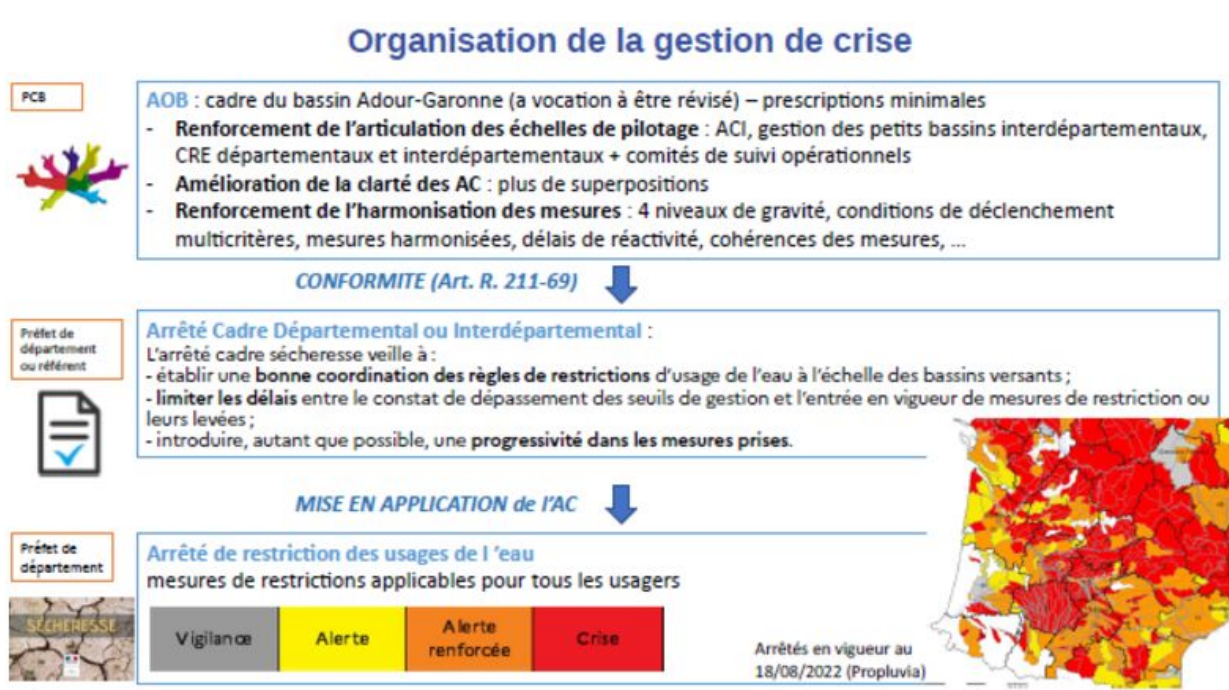 Organisation de la gestion de crise
PCB
AOB : cadre du bassin Adour-Garonne (a vocation à être révisé) – prescriptions minimales
- Renforcement de l'articulation des échelles de pilotage : ACI, gestion des petits bassins interdépartementaux,
CRE départementaux et interdépartementaux + comités de suivi opérationnels
- Amélioration de la clarté des AC : plus de superpositions
- Renforcement de l'harmonisation des mesures : 4 niveaux de gravité, conditions de déclenchement
multicritères, mesures harmonisées, délais de réactivité, cohérences des mesures, ...
CONFORMITE (Art. R. 211-69)
Préfet de
département
ou référent
Arrêté Cadre Départemental ou Interdépartemental :
L'arrêté cadre sécheresse veille à :
- établir une bonne coordination des règles de restrictions d'usage de l'eau à l'échelle des bassins versants ;
- limiter les délais entre le constat de dépassement des seuils de gestion et l'entrée en vigueur de mesures de restriction ou
leurs levées ;
- introduire, autant que possible, une progressivité dans les mesures prises.
MISE EN APPLICATION de l'AC
Préfet de
département
Arrêté de restriction des usages de l 'eau
mesures de restrictions applicables pour tous les usagers
SÉCHERESSE
Vigilance
Alerte
Alerte
renforcée
Crise
Arrêtés en vigueur au
18/08/2022 (Propluvia)